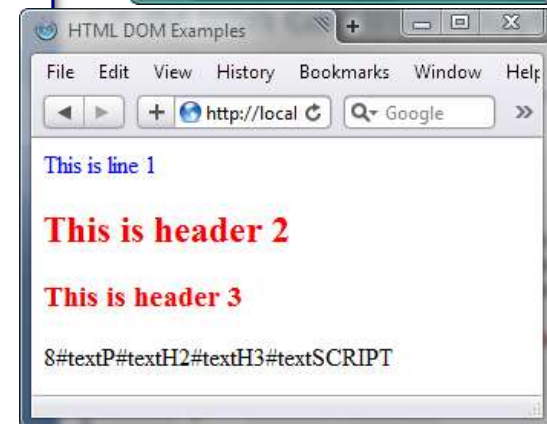 HTML DOM Examples
File Edit View History Bookmarks Window Help
http://local Google
This is line 1
This is header 2
This is header 3
8#textP#textH2#textH3#textSCRIPT